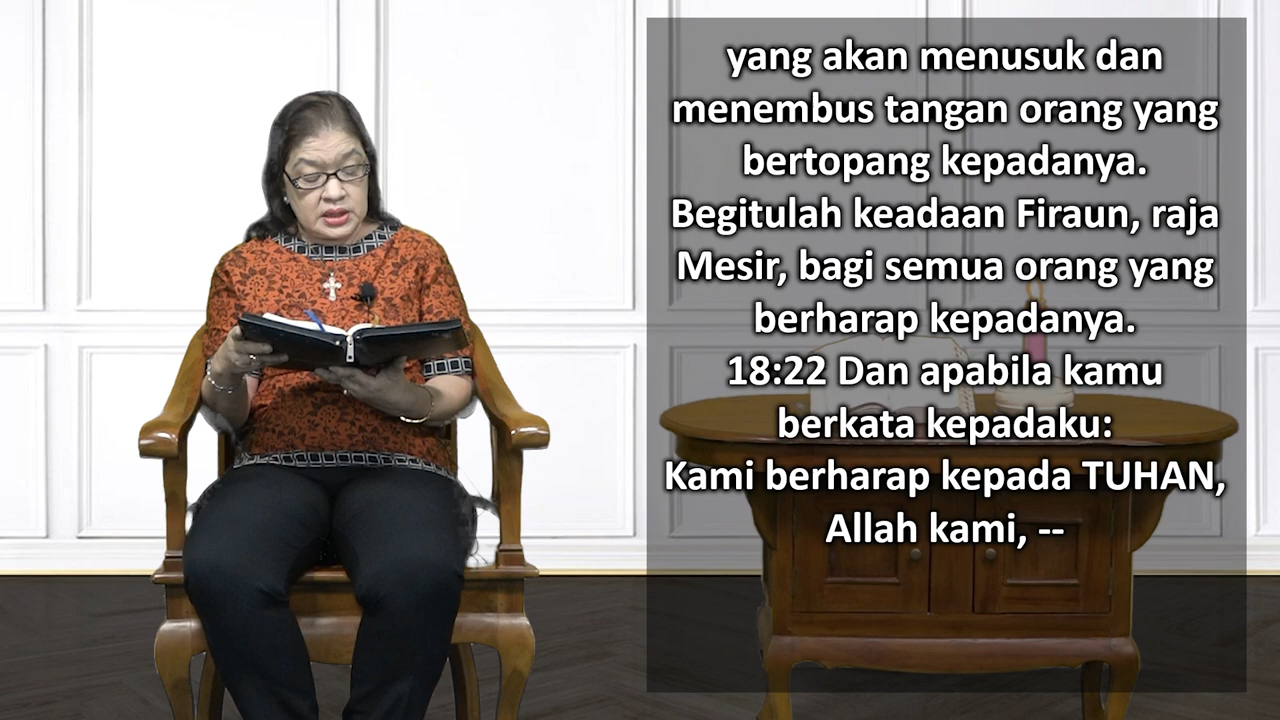 yang akan menusuk dan
menembus tangan orang yang
bertopang kepadanya.
Begitulah keadaan Firaun, raja
Mesir, bagi semua orang yang
berharap kepadanya.
18:22 Dan apabila kamu
berkata kepadaku:
Kami berharap kepada TUHAN,
Allah kami, --